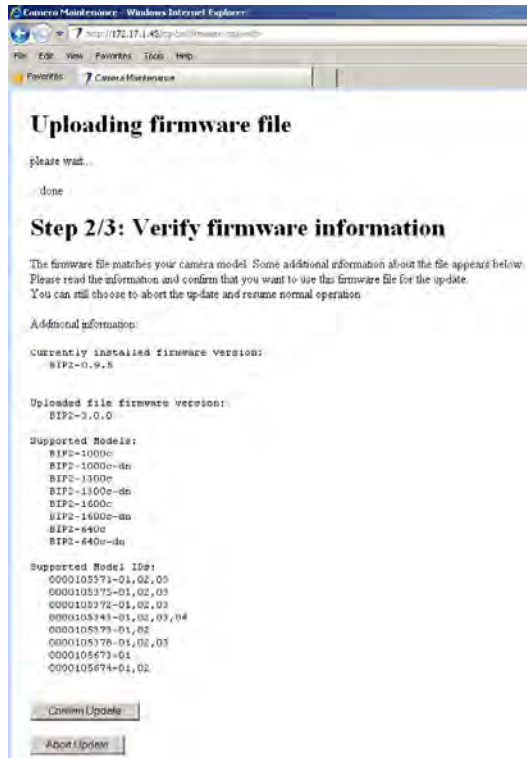 Camera Maintenance - Windows Internet Explorer
http://172.17.1.45/
File Edit View Favorites Tools Help
Favorites Camera Maintenance
Uploading firmware file
please wait...
... done
Step 2/3: Verify firmware information
The firmware file matches your camera model. Some additional information about the file appears below.
Please read the information and confirm that you want to use this firmware file for the update.
You can still choose to abort the update and resume normal operation
Additional information:
Currently installed firmware version:
BIP2-0.9.5
Uploaded file firmware version:
BIP2-3.0.0
Supported Models:
BIP2-1000c
BIP2-1000c-dn
BIP2-1300c
BIP2-1300c-dn
BIP2-1600c
BIP2-1600c-dn
BIP2-640c
BIP2-640c-dn
Supported Model IDs:
0000105371-01,02,03
0000105375-01,02,03
0000105372-01,02,03
0000105343-01,02,03,04
0000105373-01,02
0000105376-01,02,03
0000105673-01
0000105674-01,02
Confirm Update
Abort Update